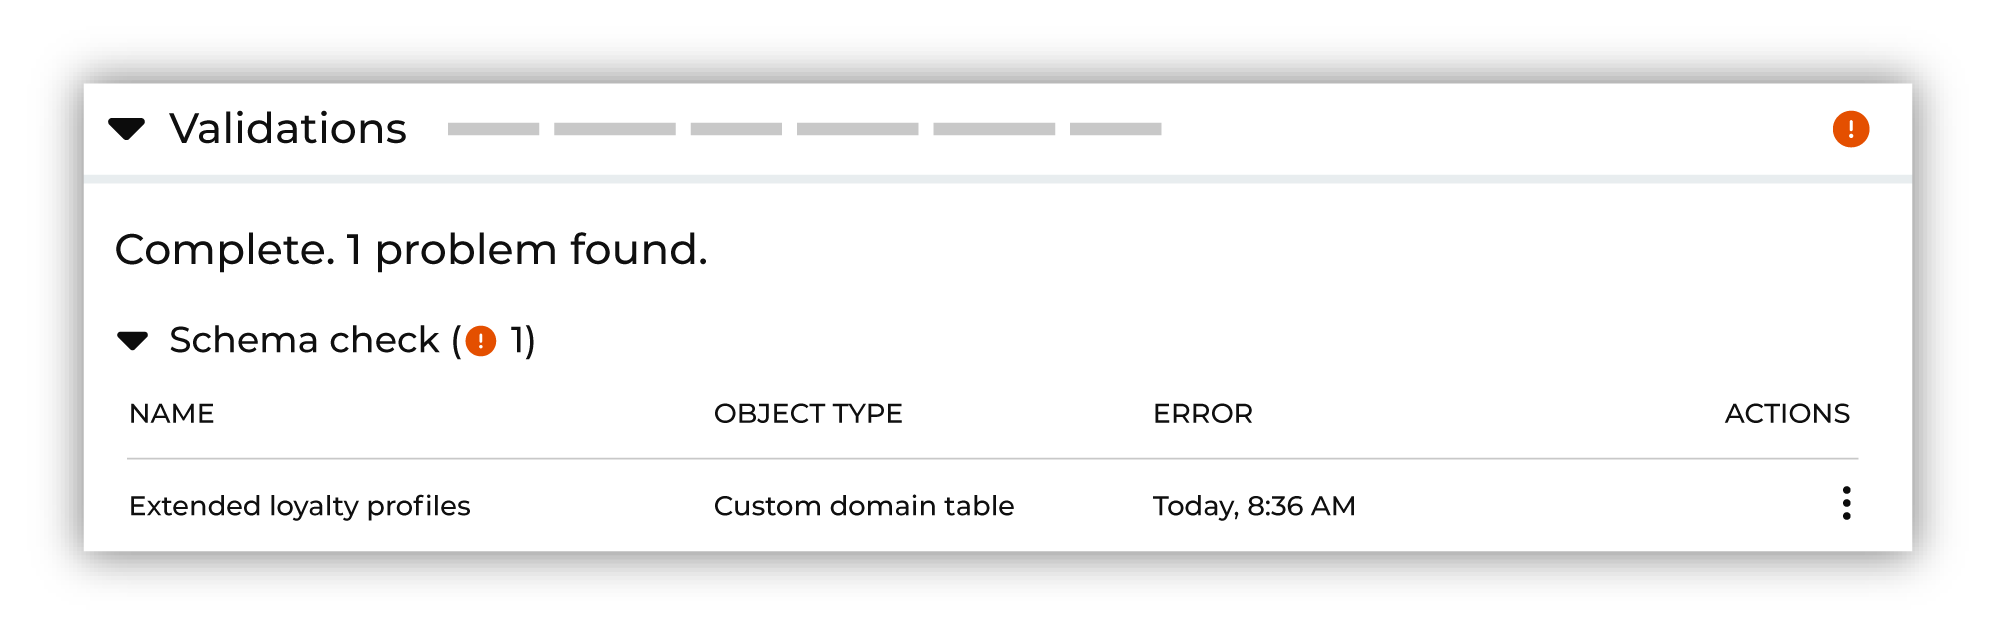 Validations
Complete. 1 problem found.
Schema check (! 1)
NAME OBJECT TYPE ERROR ACTIONS
Extended loyalty profiles Custom domain table Today, 8:36 AM